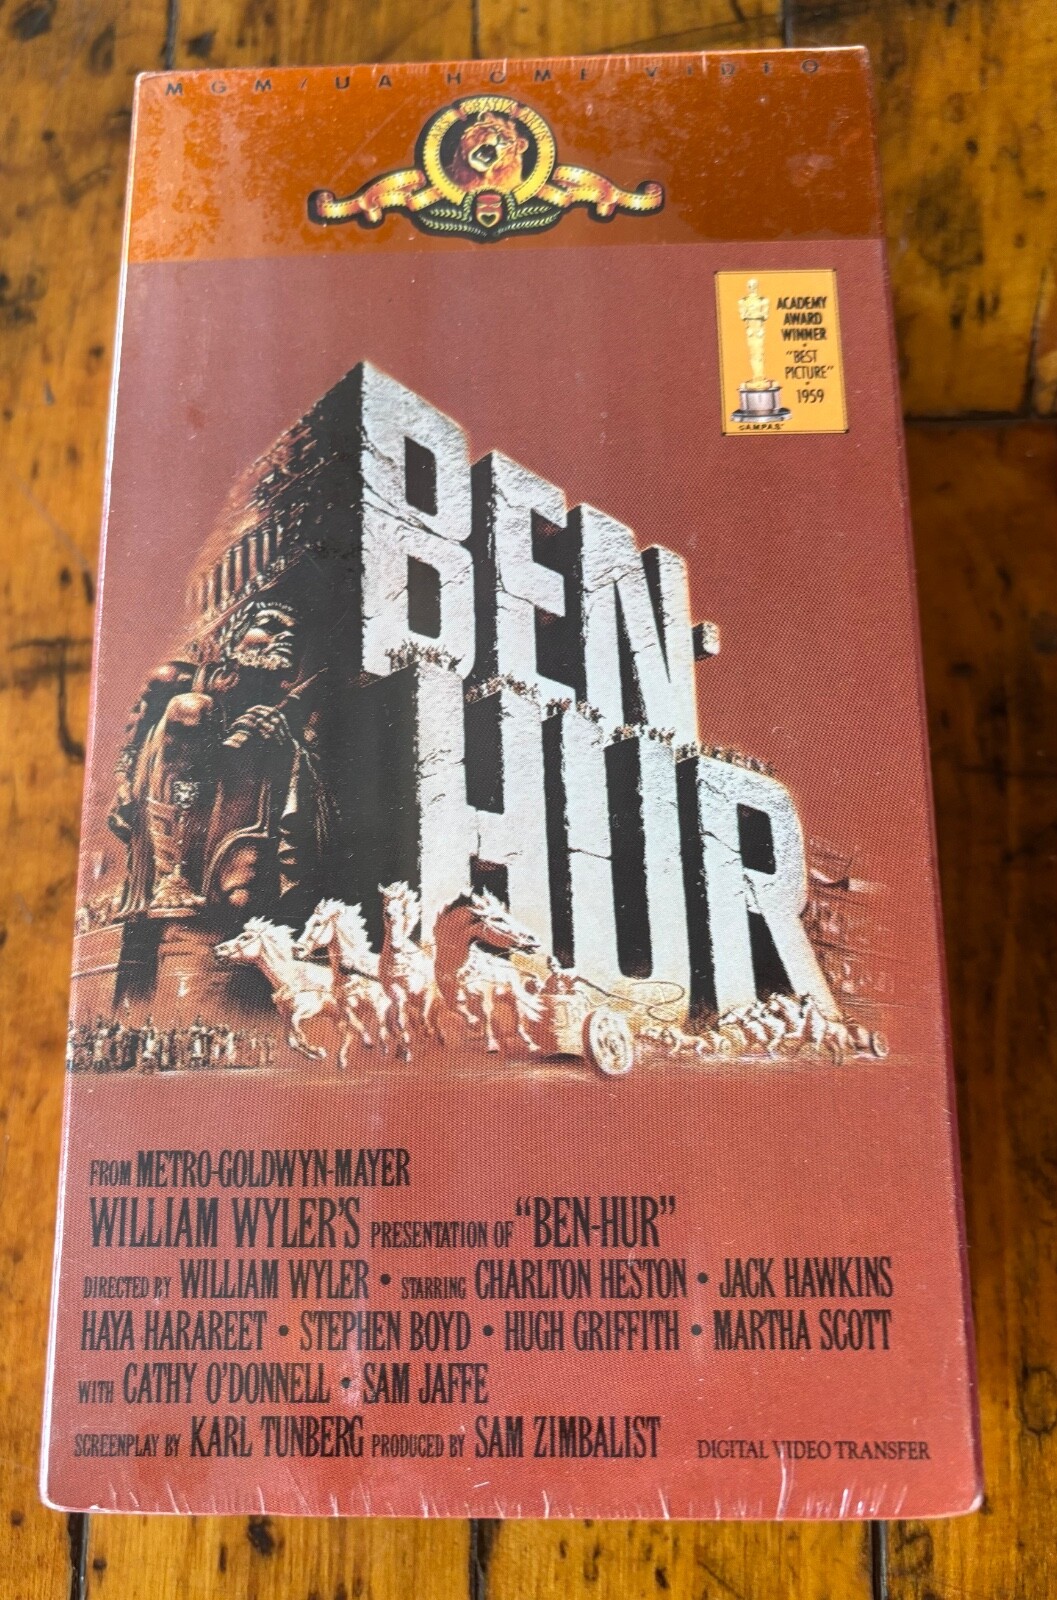 MGM/UA HOME VIDEO
ACADEMY
AWARD
WINNER
•
"BEST
PICTURE"
•
1959
©A.M.P.A.S.®
BEN-
HUR
FROM METRO-GOLDWYN-MAYER
WILLIAM WYLER'S PRESENTATION OF "BEN-HUR"
DIRECTED BY WILLIAM WYLER • STARRING CHARLTON HESTON • JACK HAWKINS
HAYA HARAREET • STEPHEN BOYD • HUGH GRIFFITH • MARTHA SCOTT
WITH CATHY O'DONNELL • SAM JAFFE
SCREENPLAY BY KARL TUNBERG PRODUCED BY SAM ZIMBALIST DIGITAL VIDEO TRANSFER